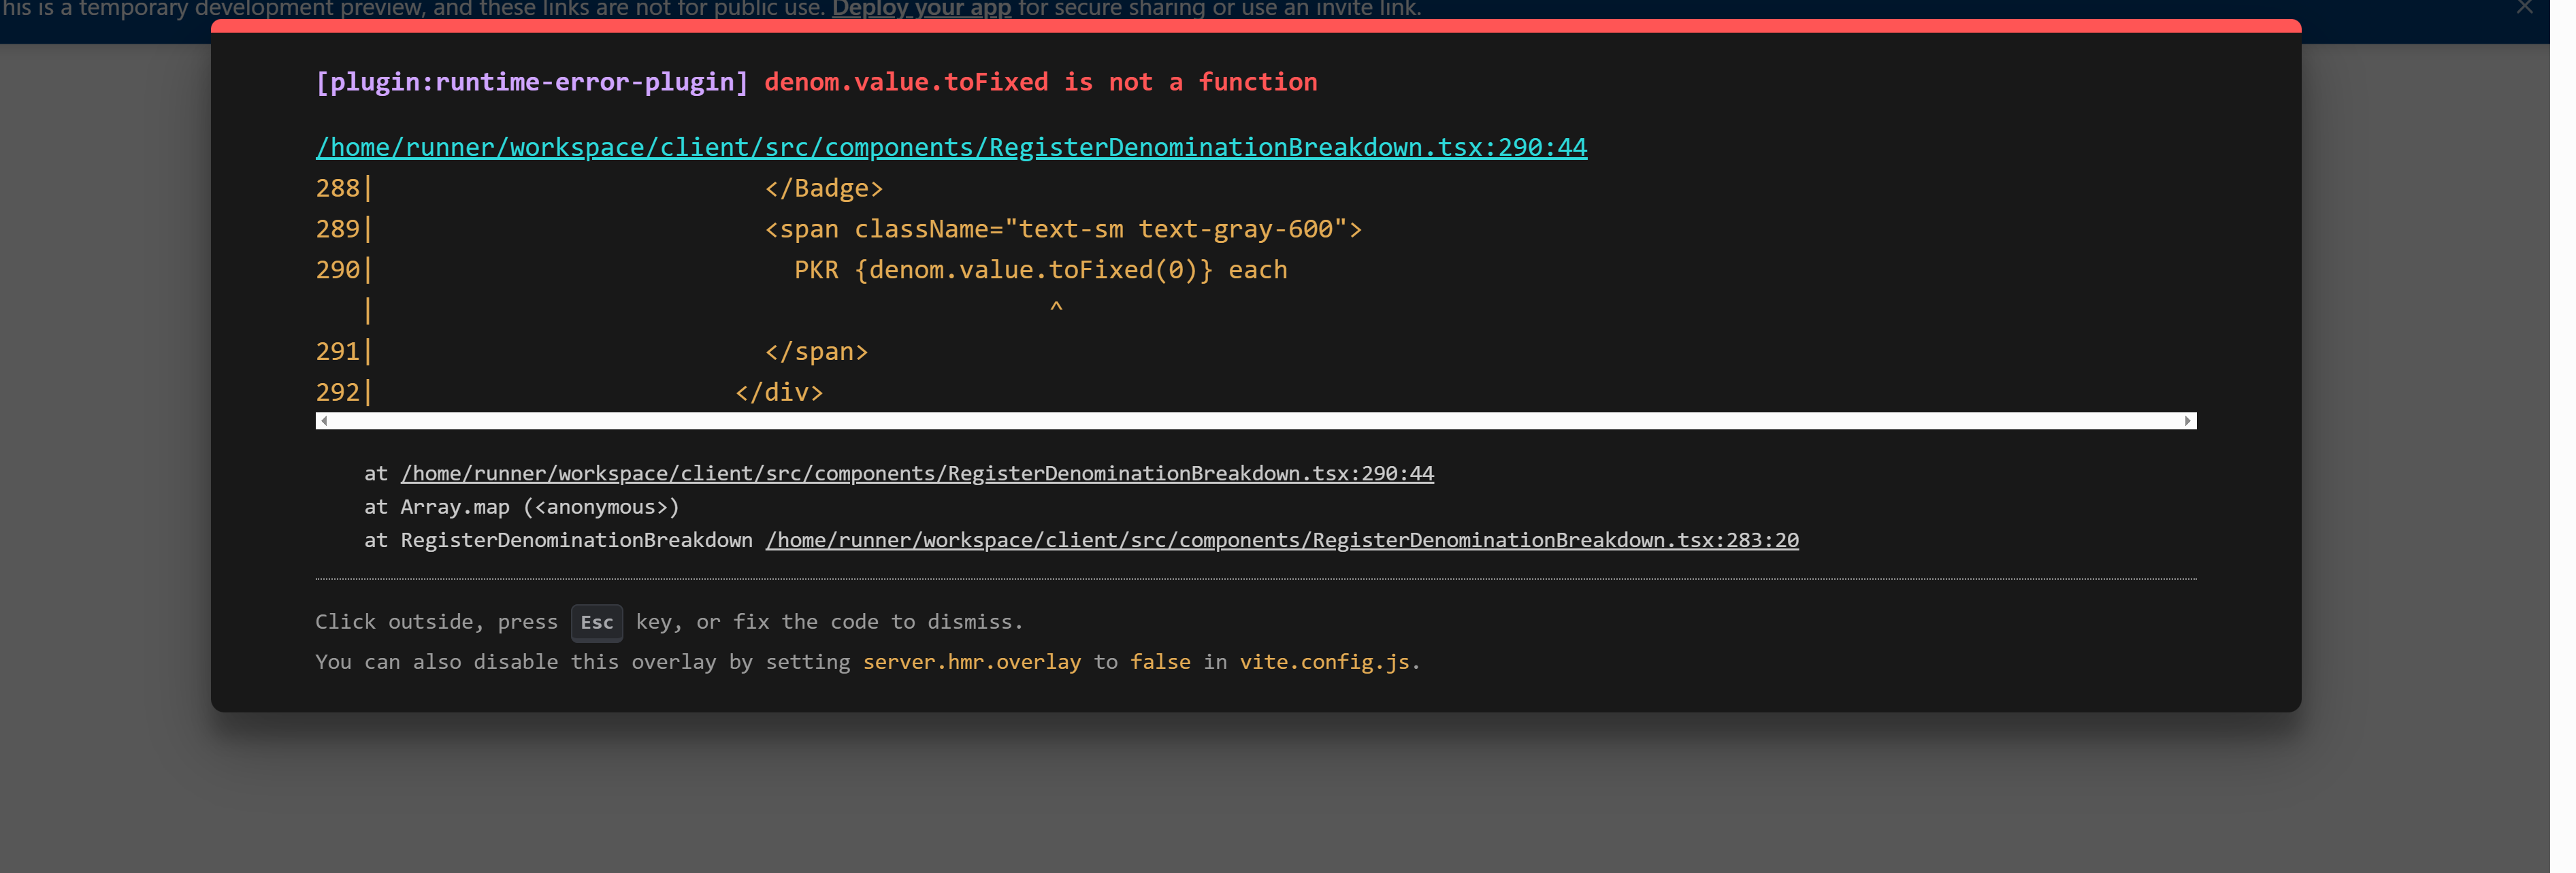 his is a temporary development preview, and these links are not for public use. Deploy your app for secure sharing or use an invite link.
[plugin:runtime-error-plugin] denom.value.toFixed is not a function
/home/runner/workspace/client/src/components/RegisterDenominationBreakdown.tsx:290:44
288|                          </Badge>
289|                          <span className="text-sm text-gray-600">
290|                            PKR {denom.value.toFixed(0)} each
   |                                             ^
291|                          </span>
292|                        </div>
at /home/runner/workspace/client/src/components/RegisterDenominationBreakdown.tsx:290:44
at Array.map (<anonymous>)
at RegisterDenominationBreakdown /home/runner/workspace/client/src/components/RegisterDenominationBreakdown.tsx:283:20
Click outside, press Esc key, or fix the code to dismiss.
You can also disable this overlay by setting server.hmr.overlay to false in vite.config.js.